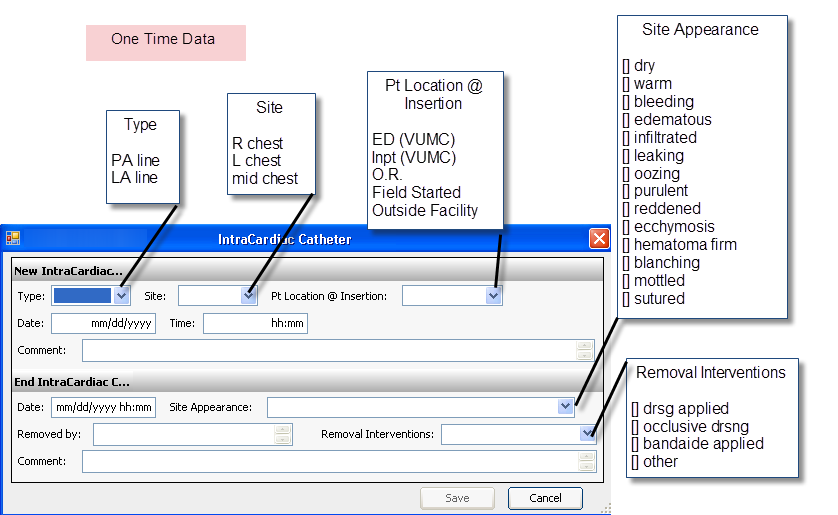 One Time Data
Type
PA line
LA line
Site
R chest
L chest
mid chest
Pt Location @
Insertion
ED (VUMC)
Inpt (VUMC)
O.R.
Field Started
Outside Facility
Site Appearance
[] dry
[] warm
[] bleeding
[] edematous
[] infiltrated
[] leaking
[] oozing
[] purulent
[] reddened
[] ecchymosis
[] hematoma firm
[] blanching
[] mottled
[] sutured
IntraCardiac Catheter
New IntraCardiac...
Type: Site: Pt Location @ Insertion:
Date: mm/dd/yyyy Time: hh:mm
Comment:
End IntraCardiac C...
Date: mm/dd/yyyy hh:mm Site Appearance:
Removed by: Removal Interventions:
Comment:
Save Cancel
Removal Interventions
[] drsg applied
[] occlusive drsng
[] bandaide applied
[] other